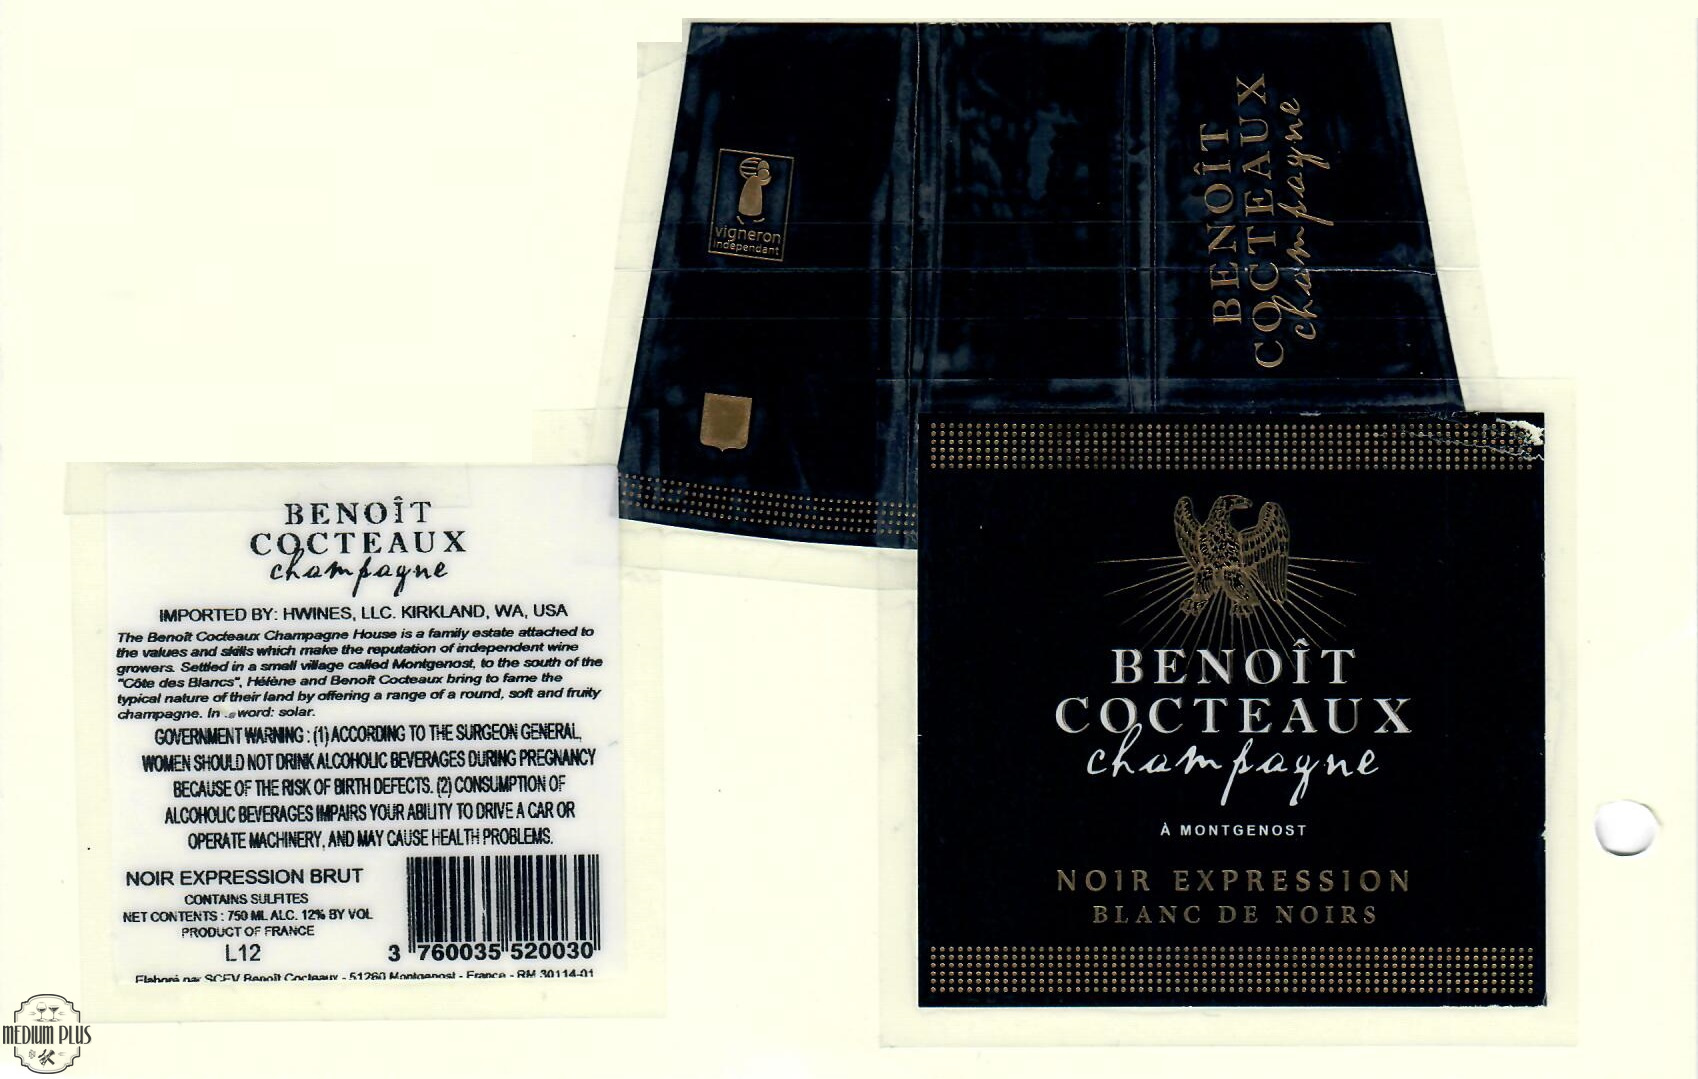 vigneron
indépendant
BENOÎT
COCTEAUX
champagne
BENOÎT
COCTEAUX
champagne
IMPORTED BY: HWINES, LLC. KIRKLAND, WA, USA
The Benoît Cocteaux Champagne House is a family estate attached to
the values and skills which make the reputation of independent wine
growers. Settled in a small village called Montgenost, to the south of the
"Côte des Blancs", Hélène and Benoît Cocteaux bring to fame the
typical nature of their land by offering a range of a round, soft and fruity
champagne. In a word: solar.
GOVERNMENT WARNING : (1) ACCORDING TO THE SURGEON GENERAL,
WOMEN SHOULD NOT DRINK ALCOHOLIC BEVERAGES DURING PREGNANCY
BECAUSE OF THE RISK OF BIRTH DEFECTS. (2) CONSUMPTION OF
ALCOHOLIC BEVERAGES IMPAIRS YOUR ABILITY TO DRIVE A CAR OR
OPERATE MACHINERY, AND MAY CAUSE HEALTH PROBLEMS.
NOIR EXPRESSION BRUT
CONTAINS SULFITES
NET CONTENTS : 750 ML ALC. 12% BY VOL
PRODUCT OF FRANCE
L12
3 760035 520030
Elaboré par SCEV Benoît Cocteaux - 51260 Montgenost - France - RM 30114-01
BENOÎT
COCTEAUX
champagne
À MONTGENOST
NOIR EXPRESSION
BLANC DE NOIRS
MEDIUM PLUS